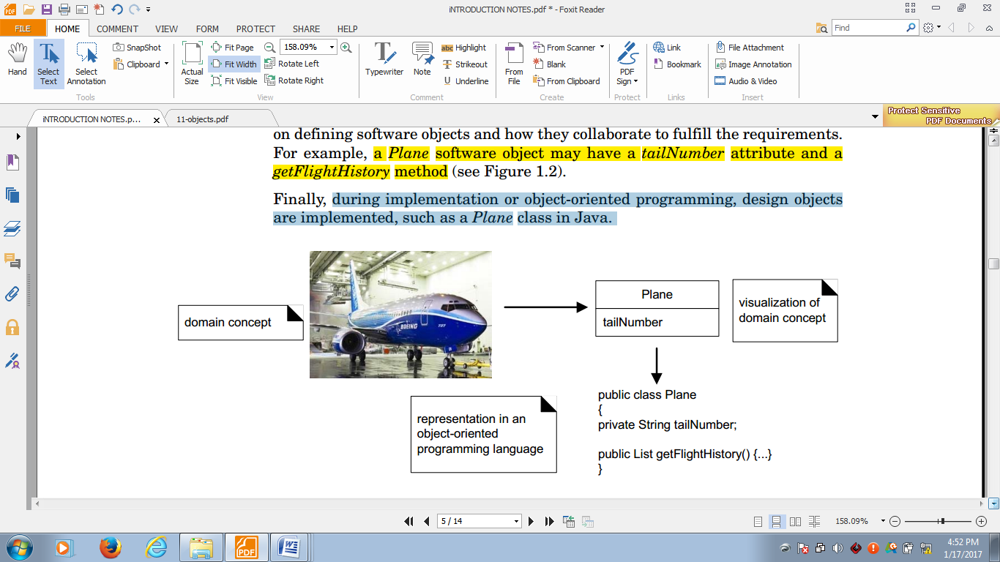 iNTRODUCTION NOTES.pdf * - Foxit Reader
FILE HOME COMMENT VIEW FORM PROTECT SHARE HELP
Find
Hand
Select Text
Select Annotation
SnapShot
Clipboard
Tools
Actual Size
Fit Page
Fit Width
Fit Visible
158.09%
Rotate Left
Rotate Right
View
Typewriter
Note
abc Highlight
T Strikeout
U Underline
Comment
From File
From Scanner
Blank
From Clipboard
Create
PDF Sign
Protect
Link
Bookmark
Links
File Attachment
Image Annotation
Audio & Video
Insert
iNTRODUCTION NOTES.p... 11-objects.pdf
Protect Sensitive
PDF Documents
on defining software objects and how they collaborate to fulfill the requirements.
For example, a Plane software object may have a tailNumber attribute and a
getFlightHistory method (see Figure 1.2).
Finally, during implementation or object-oriented programming, design objects
are implemented, such as a Plane class in Java.
domain concept
BOEING
737
Plane
tailNumber
visualization of
domain concept
representation in an
object-oriented
programming language
public class Plane
{
private String tailNumber;
public List getFlightHistory() {...}
}
5 / 14
158.09%
PDF
W
4:52 PM
1/17/2017